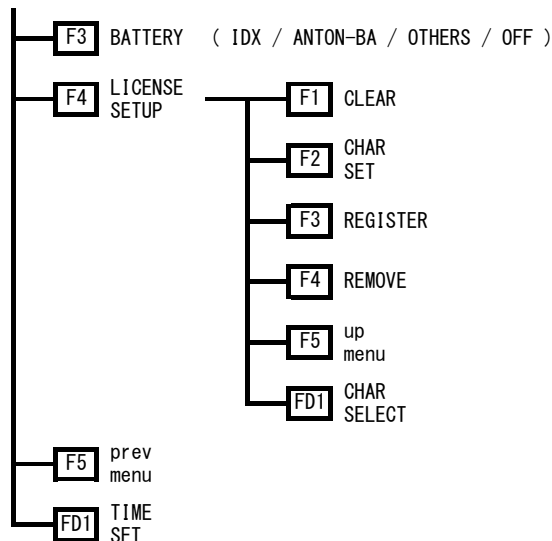 F3 BATTERY ( IDX / ANTON-BA / OTHERS / OFF )
F4 LICENSE
SETUP
F1 CLEAR
F2 CHAR
SET
F3 REGISTER
F4 REMOVE
F5 up
menu
FD1 CHAR
SELECT
F5 prev
menu
FD1 TIME
SET